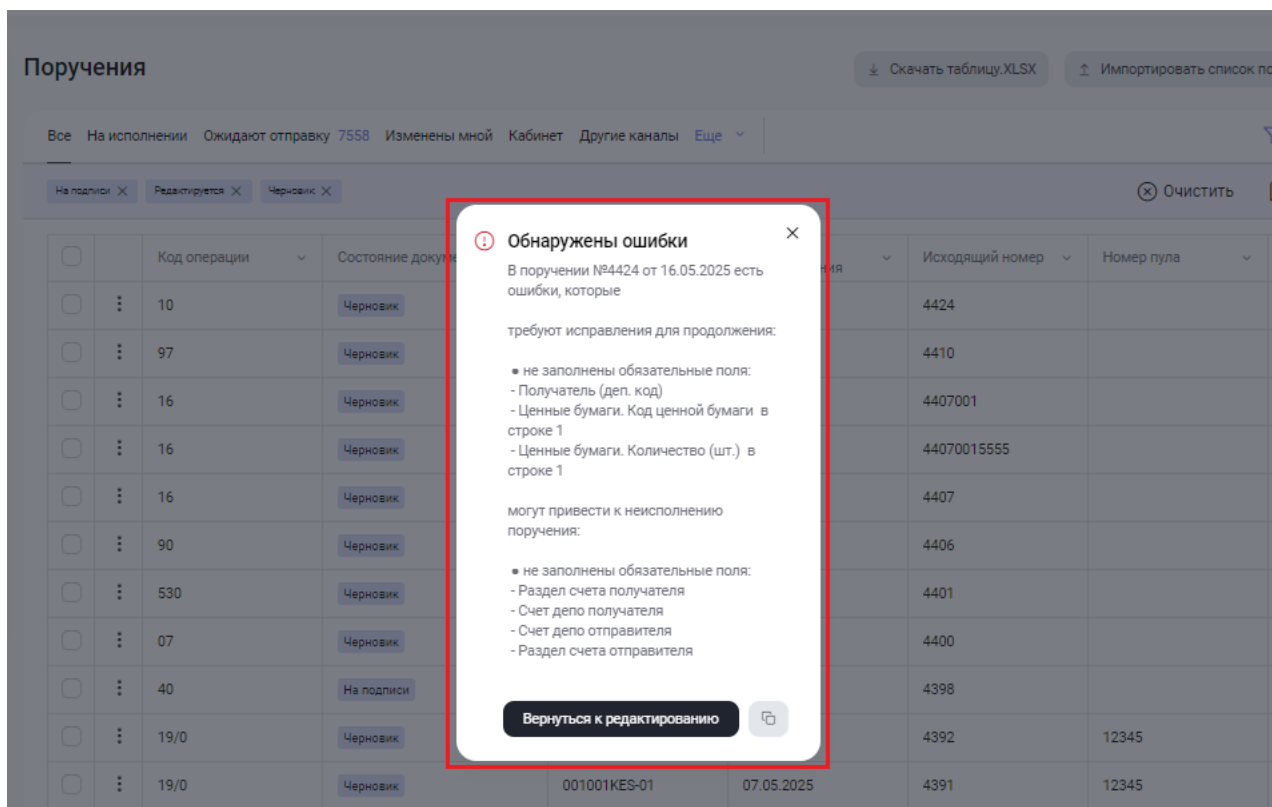 Поручения
Скачать таблицу.XLSX
Импортировать список по
Все На исполнении Ожидают отправку 7558 Изменены мной Кабинет Другие каналы Еще
На подписи Редактируется Черновик
Очистить
Код операции Состояние докуме ния Исходящий номер Номер пула
10 Черновик 4424
97 Черновик 4410
16 Черновик 4407001
16 Черновик 44070015555
16 Черновик 4407
90 Черновик 4406
530 Черновик 4401
07 Черновик 4400
40 На подписи 4398
19/0 Черновик 4392 12345
19/0 Черновик 001001KES-01 07.05.2025 4391 12345
Обнаружены ошибки
В поручении №4424 от 16.05.2025 есть
ошибки, которые
требуют исправления для продолжения:
● не заполнены обязательные поля:
- Получатель (деп. код)
- Ценные бумаги. Код ценной бумаги в
строке 1
- Ценные бумаги. Количество (шт.) в
строке 1
могут привести к неисполнению
поручения:
● не заполнены обязательные поля:
- Раздел счета получателя
- Счет депо получателя
- Счет депо отправителя
- Раздел счета отправителя
Вернуться к редактированию